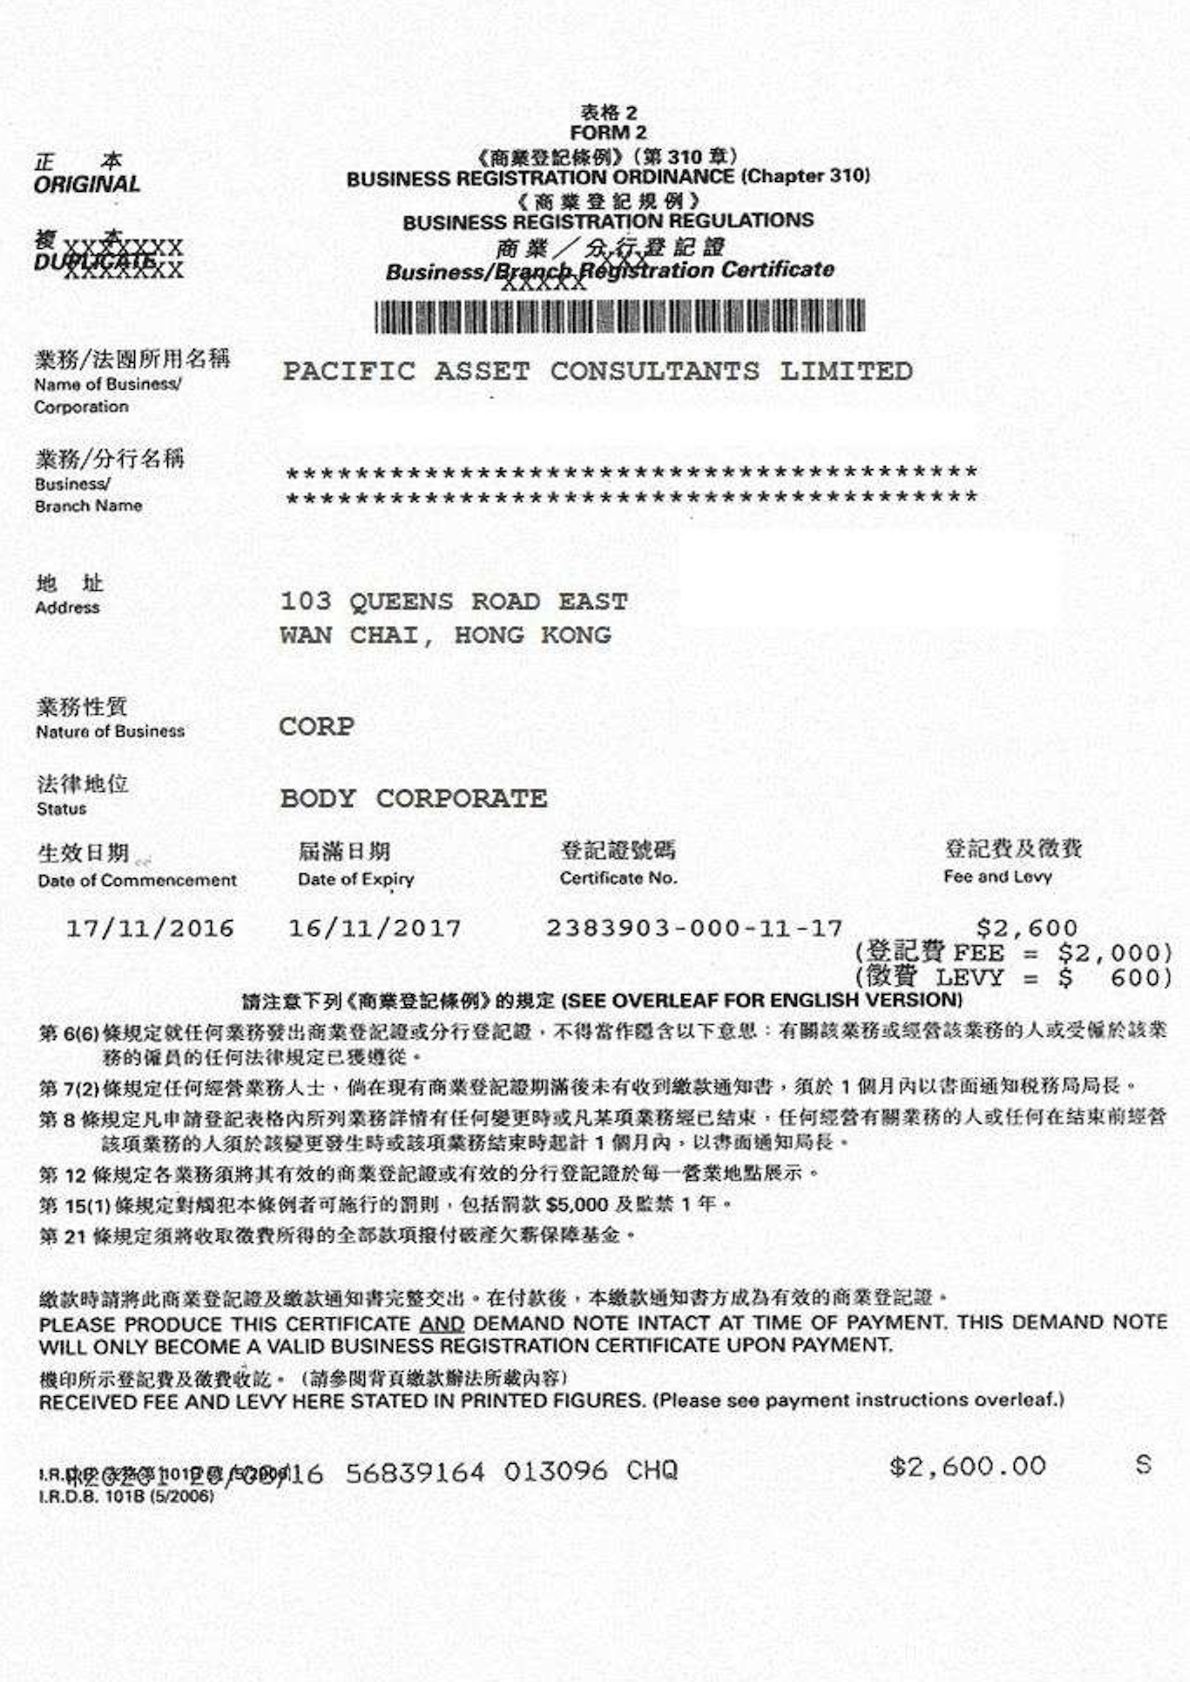 表格 2
FORM 2
《商業登記條例》（第 310 章）
BUSINESS REGISTRATION ORDINANCE (Chapter 310)
《商業登記規例》
BUSINESS REGISTRATION REGULATIONS
商業／分行登記證
Business/Branch Registration Certificate
正 本
ORIGINAL
複 本
DUPLICATE
業務/法團所用名稱
Name of Business/
Corporation
PACIFIC ASSET CONSULTANTS LIMITED
業務/分行名稱
Business/
Branch Name
****************************************
****************************************
地 址
Address
103 QUEENS ROAD EAST
WAN CHAI, HONG KONG
業務性質
Nature of Business
CORP
法律地位
Status
BODY CORPORATE
生效日期 屆滿日期 登記證號碼 登記費及徵費
Date of Commencement Date of Expiry Certificate No. Fee and Levy
17/11/2016 16/11/2017 2383903-000-11-17 $2,600
(登記費 FEE = $2,000)
(徵費 LEVY = $ 600)
請注意下列《商業登記條例》的規定 (SEE OVERLEAF FOR ENGLISH VERSION)
第 6(6)條規定就任何業務發出商業登記證或分行登記證，不得當作隱含以下意思：有關該業務或經營該業務的人或受僱於該業
務的僱員的任何法律規定已獲遵從。
第 7(2)條規定任何經營業務人士，倘在現有商業登記證期滿後未有收到繳款通知書，須於 1 個月內以書面通知稅務局局長。
第 8 條規定凡申請登記表格內所列業務詳情有任何變更時或凡某項業務經已結束，任何經營有關業務的人或任何在結束前經營
該項業務的人須於該變更發生時或該項業務結束時起計 1 個月內，以書面通知局長。
第 12 條規定各業務須將其有效的商業登記證或有效的分行登記證於每一營業地點展示。
第 15(1)條規定對觸犯本條例者可施行的罰則，包括罰款 $5,000 及監禁 1 年。
第 21 條規定須將收取徵費所得的全部款項撥付破產欠薪保障基金。
繳款時請將此商業登記證及繳款通知書完整交出。在付款後，本繳款通知書方成為有效的商業登記證。
PLEASE PRODUCE THIS CERTIFICATE AND DEMAND NOTE INTACT AT TIME OF PAYMENT. THIS DEMAND NOTE
WILL ONLY BECOME A VALID BUSINESS REGISTRATION CERTIFICATE UPON PAYMENT.
機印所示登記費及徵費收訖。（請參閱背頁繳款辦法所載內容）
RECEIVED FEE AND LEVY HERE STATED IN PRINTED FIGURES. (Please see payment instructions overleaf.)
/16 56839164 013096 CHQ $2,600.00 S
I.R.D.B. 101B (5/2006)